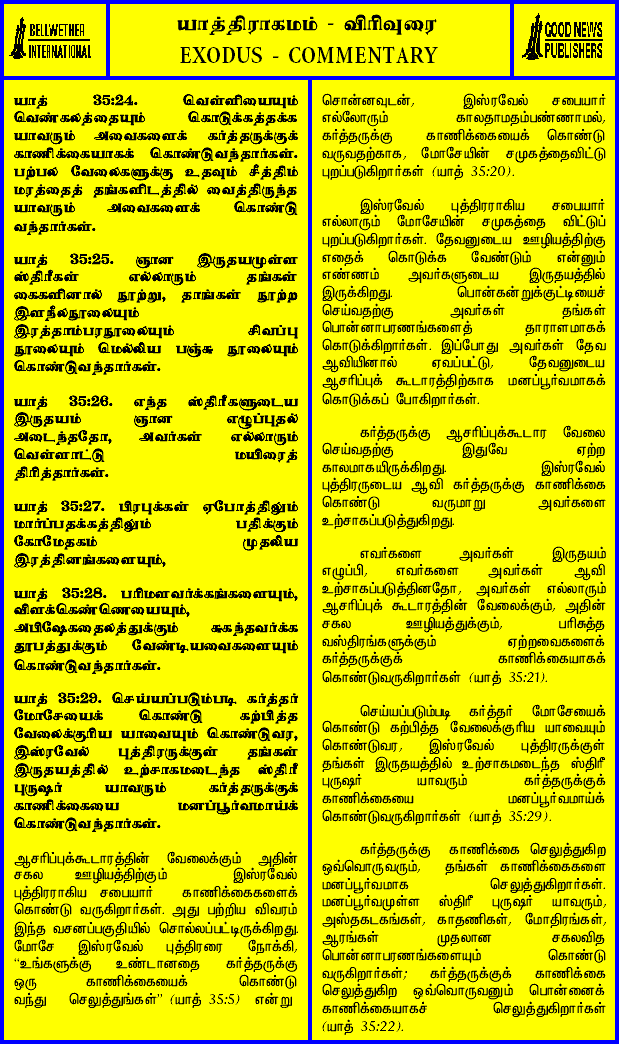 BELLWETHER
INTERNATIONAL
யாத்திராகமம் - விரிவுரை
EXODUS - COMMENTARY
GOOD NEWS
PUBLISHERS
யாத் 35:24. வெள்ளியையும்
வெண்கலத்தையும் கொடுக்கத்தக்க
யாவரும் அவைகளைக் கர்த்தருக்குக்
காணிக்கையாகக் கொண்டுவந்தார்கள்.
பற்பல வேலைகளுக்கு உதவும் சீத்திம்
மரத்தைத் தங்களிடத்தில் வைத்திருந்த
யாவரும் அவைகளைக் கொண்டு
வந்தார்கள்.
யாத் 35:25. ஞான இருதயமுள்ள
ஸ்திரீகள் எல்லாரும் தங்கள்
கைகளினால் நூற்று, தாங்கள் நூற்ற
இளநீலநூலையும்
இரத்தாம்பரநூலையும் சிவப்பு
நூலையும் மெல்லிய பஞ்சு நூலையும்
கொண்டுவந்தார்கள்.
யாத் 35:26. எந்த ஸ்திரீகளுடைய
இருதயம் ஞான எழுப்புதல்
அடைந்ததோ, அவர்கள் எல்லாரும்
வெள்ளாட்டு மயிரைத்
திரித்தார்கள்.
யாத் 35:27. பிரபுக்கள் ஏபோத்திலும்
மார்ப்பதக்கத்திலும் பதிக்கும்
கோமேதகம் முதலிய
இரத்தினங்களையும்,
யாத் 35:28. பரிமளவர்க்கங்களையும்,
விளக்கெண்ணெயையும்,
அபிஷேகதைலத்துக்கும் சுகந்தவர்க்க
தூபத்துக்கும் வேண்டியவைகளையும்
கொண்டுவந்தார்கள்.
யாத் 35:29. செய்யப்படும்படி கர்த்தர்
மோசேயைக் கொண்டு கற்பித்த
வேலைக்குரிய யாவையும் கொண்டுவர,
இஸ்ரவேல் புத்திரருக்குள் தங்கள்
இருதயத்தில் உற்சாகமடைந்த ஸ்திரீ
புருஷர் யாவரும் கர்த்தருக்குக்
காணிக்கையை மனப்பூர்வமாய்க்
கொண்டுவந்தார்கள்.
ஆசரிப்புக்கூடாரத்தின் வேலைக்கும் அதின்
சகல ஊழியத்திற்கும் இஸ்ரவேல்
புத்திரராகிய சபையார் காணிக்கைகளைக்
கொண்டு வருகிறார்கள். அது பற்றிய விவரம்
இந்த வசனப்பகுதியில் சொல்லப்பட்டிருக்கிறது.
மோசே இஸ்ரவேல் புத்திரரை நோக்கி,
"உங்களுக்கு உண்டானதை கர்த்தருக்கு
ஒரு காணிக்கையைக் கொண்டு
வந்து செலுத்துங்கள்" (யாத் 35:5) என்று
சொன்னவுடன், இஸ்ரவேல் சபையார்
எல்லோரும் காலதாமதம்பண்ணாமல்,
கர்த்தருக்கு காணிக்கையைக் கொண்டு
வருவதற்காக, மோசேயின் சமுகத்தைவிட்டு
புறப்படுகிறார்கள் (யாத் 35:20).
இஸ்ரவேல் புத்திரராகிய சபையார்
எல்லாரும் மோசேயின் சமுகத்தை விட்டுப்
புறப்படுகிறார்கள். தேவனுடைய ஊழியத்திற்கு
எதைக் கொடுக்க வேண்டும் என்னும்
எண்ணம் அவர்களுடைய இருதயத்தில்
இருக்கிறது. பொன்கன்றுக்குட்டியைச்
செய்வதற்கு அவர்கள் தங்கள்
பொன்னாபரணங்களைத் தாராளமாகக்
கொடுக்கிறார்கள். இப்போது அவர்கள் தேவ
ஆவியினால் ஏவப்பட்டு, தேவனுடைய
ஆசரிப்புக் கூடாரத்திற்காக மனப்பூர்வமாகக்
கொடுக்கப் போகிறார்கள்.
கர்த்தருக்கு ஆசரிப்புக்கூடார வேலை
செய்வதற்கு இதுவே ஏற்ற
காலமாகயிருக்கிறது. இஸ்ரவேல்
புத்திரருடைய ஆவி கர்த்தருக்கு காணிக்கை
கொண்டு வருமாறு அவர்களை
உற்சாகப்படுத்துகிறது.
எவர்களை அவர்கள் இருதயம்
எழுப்பி, எவர்களை அவர்கள் ஆவி
உற்சாகப்படுத்தினதோ, அவர்கள் எல்லாரும்
ஆசரிப்புக் கூடாரத்தின் வேலைக்கும், அதின்
சகல ஊழியத்துக்கும், பரிசுத்த
வஸ்திரங்களுக்கும் ஏற்றவைகளைக்
கர்த்தருக்குக் காணிக்கையாகக்
கொண்டுவருகிறார்கள் (யாத் 35:21).
செய்யப்படும்படி கர்த்தர் மோசேயைக்
கொண்டு கற்பித்த வேலைக்குரிய யாவையும்
கொண்டுவர, இஸ்ரவேல் புத்திரருக்குள்
தங்கள் இருதயத்தில் உற்சாகமடைந்த ஸ்திரீ
புருஷர் யாவரும் கர்த்தருக்குக்
காணிக்கையை மனப்பூர்வமாய்க்
கொண்டுவருகிறார்கள் (யாத் 35:29).
கர்த்தருக்கு காணிக்கை செலுத்துகிற
ஒவ்வொருவரும், தங்கள் காணிக்கைகளை
மனப்பூர்வமாக செலுத்துகிறார்கள்.
மனப்பூர்வமுள்ள ஸ்திரீ புருஷர் யாவரும்,
அஸ்தகடகங்கள், காதணிகள், மோதிரங்கள்,
ஆரங்கள் முதலான சகலவித
பொன்னாபரணங்களையும் கொண்டு
வருகிறார்கள்; கர்த்தருக்குக் காணிக்கை
செலுத்துகிற ஒவ்வொருவனும் பொன்னைக்
காணிக்கையாகச் செலுத்துகிறார்கள்
(யாத் 35:22).